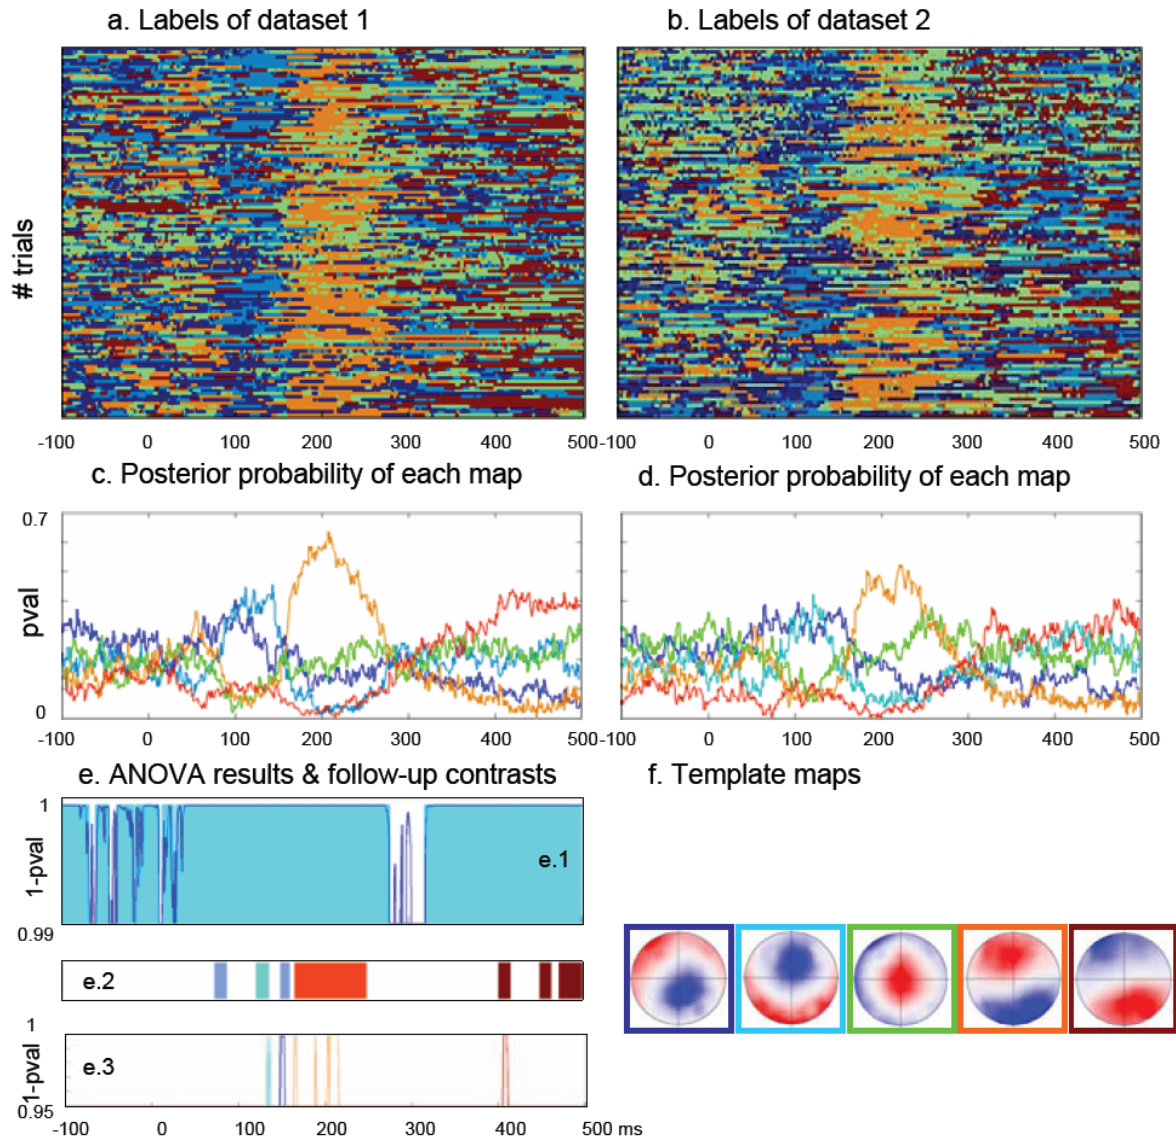 a. Labels of dataset 1
b. Labels of dataset 2
# trials
-100 0 100 200 300 400 500
-100 0 100 200 300 400 500
c. Posterior probability of each map
d. Posterior probability of each map
0.7
pval
0
-100 0 100 200 300 400 500
-100 0 100 200 300 400 500
e. ANOVA results & follow-up contrasts
f. Template maps
1
1-pval
e.1
0.99
e.2
1
1-pval
e.3
0.95
-100 0 100 200 300 400 500 ms